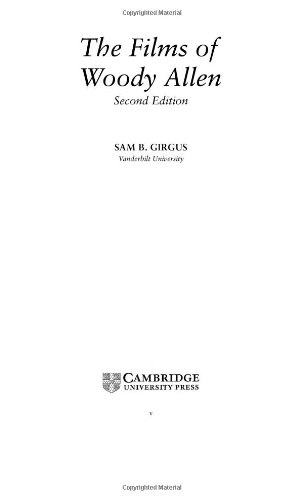 The Films of
Woody Allen
Second Edition
SAM B. GIRGUS
Vanderbilt University
CAMBRIDGE
UNIVERSITY PRESS
v